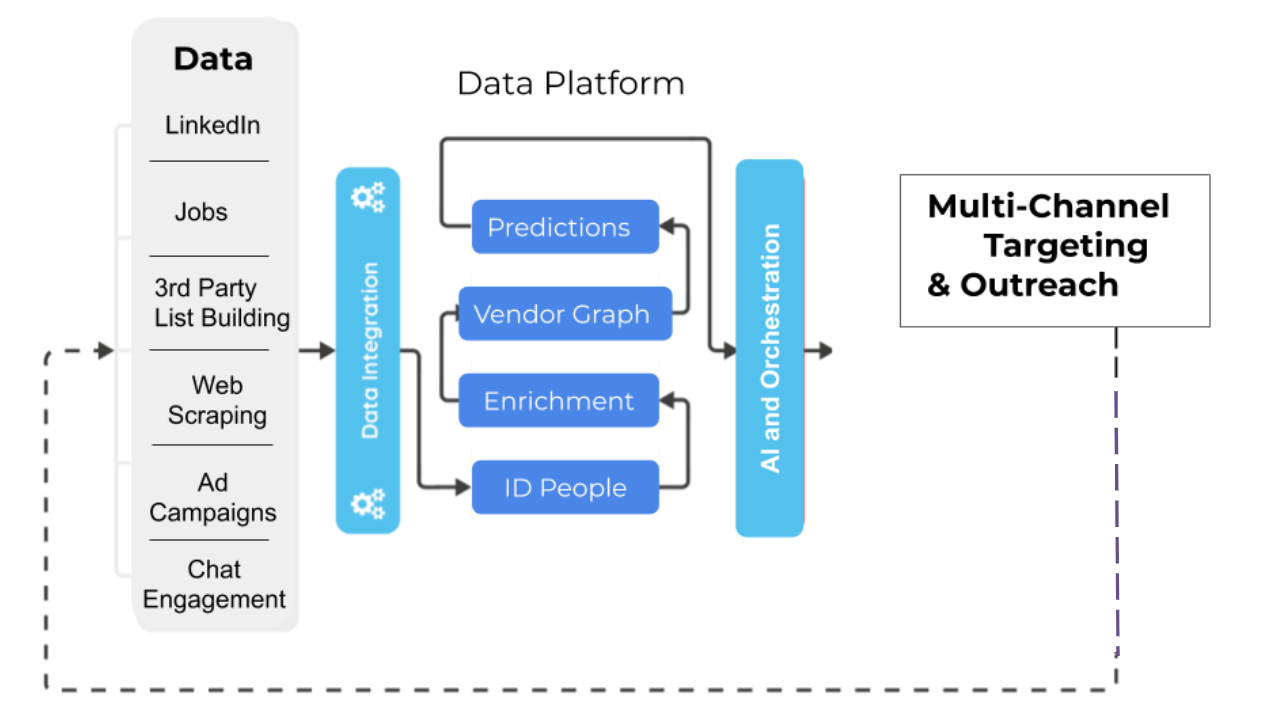 Data
LinkedIn
Jobs
3rd Party
List Building
Web
Scraping
Ad
Campaigns
Chat
Engagement
Data Integration
Data Platform
Predictions
Vendor Graph
Enrichment
ID People
AI and Orchestration
Multi-Channel
Targeting
& Outreach